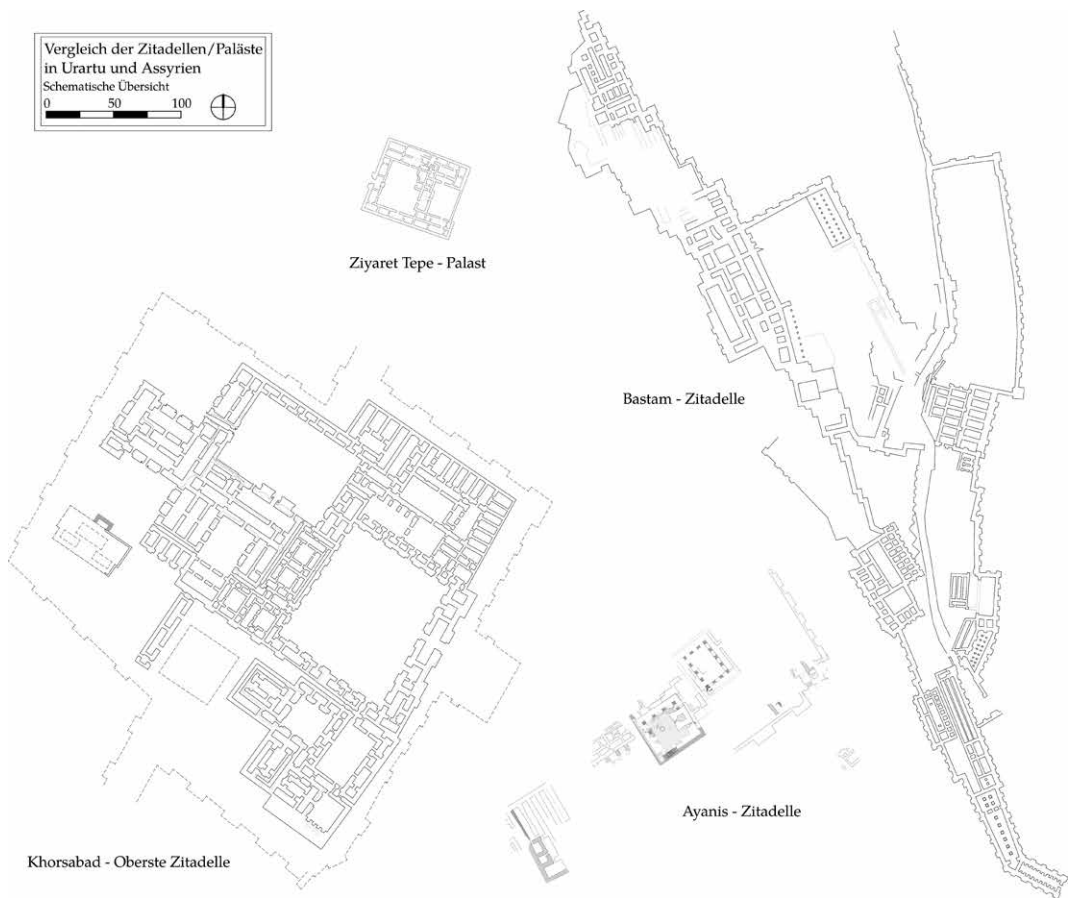 Vergleich der Zitadellen/Paläste
in Urartu und Assyrien
Schematische Übersicht
0 50 100
Ziyaret Tepe - Palast
Bastam - Zitadelle
Ayanis - Zitadelle
Khorsabad - Oberste Zitadelle